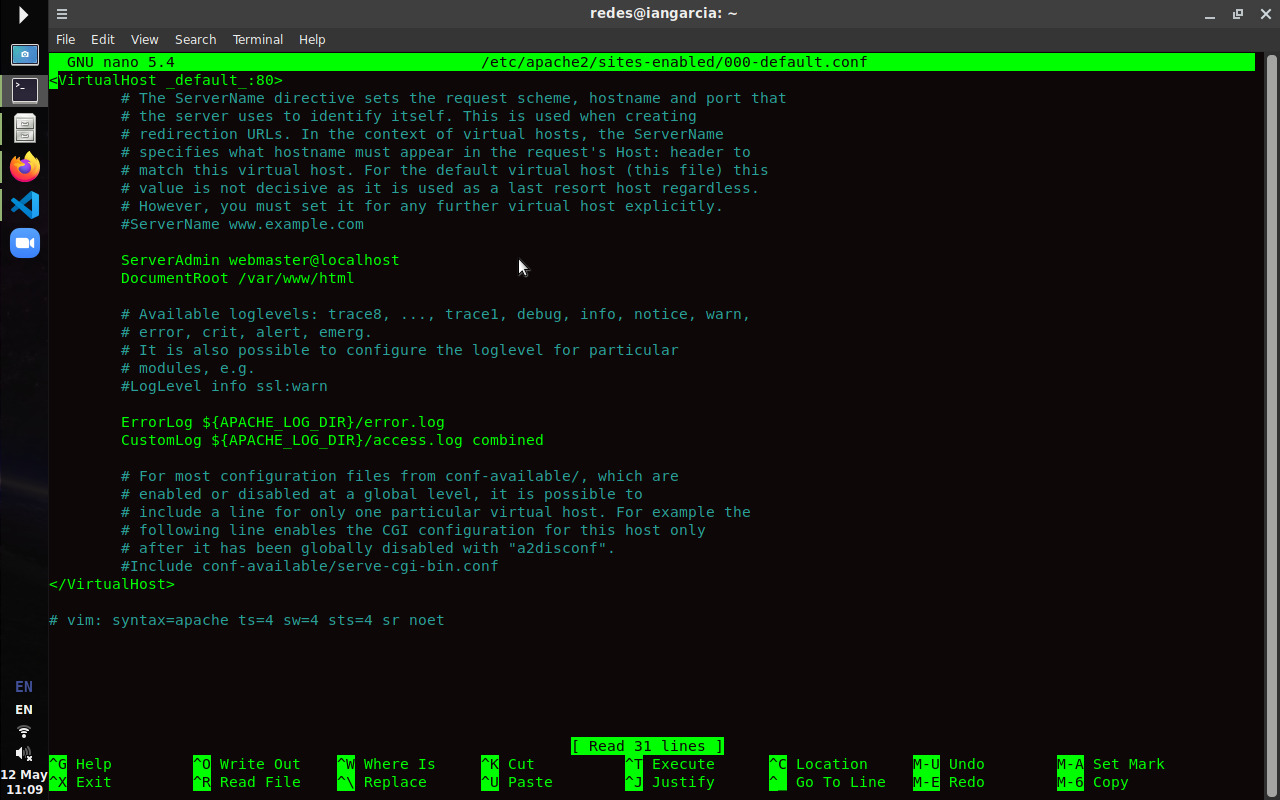 redes@iangarcia: ~
File Edit View Search Terminal Help
GNU nano 5.4 /etc/apache2/sites-enabled/000-default.conf
<VirtualHost _default_:80>
# The ServerName directive sets the request scheme, hostname and port that
# the server uses to identify itself. This is used when creating
# redirection URLs. In the context of virtual hosts, the ServerName
# specifies what hostname must appear in the request's Host: header to
# match this virtual host. For the default virtual host (this file) this
# value is not decisive as it is used as a last resort host regardless.
# However, you must set it for any further virtual host explicitly.
#ServerName www.example.com
ServerAdmin webmaster@localhost
DocumentRoot /var/www/html
# Available loglevels: trace8, ..., trace1, debug, info, notice, warn,
# error, crit, alert, emerg.
# It is also possible to configure the loglevel for particular
# modules, e.g.
#LogLevel info ssl:warn
ErrorLog ${APACHE_LOG_DIR}/error.log
CustomLog ${APACHE_LOG_DIR}/access.log combined
# For most configuration files from conf-available/, which are
# enabled or disabled at a global level, it is possible to
# include a line for only one particular virtual host. For example the
# following line enables the CGI configuration for this host only
# after it has been globally disabled with "a2disconf".
#Include conf-available/serve-cgi-bin.conf
</VirtualHost>
# vim: syntax=apache ts=4 sw=4 sts=4 sr noet
[ Read 31 lines ]
^G Help ^O Write Out ^W Where Is ^K Cut ^T Execute ^C Location M-U Undo M-A Set Mark
^X Exit ^R Read File ^\ Replace ^U Paste ^J Justify ^_ Go To Line M-E Redo M-6 Copy
EN
EN
12 May
11:09